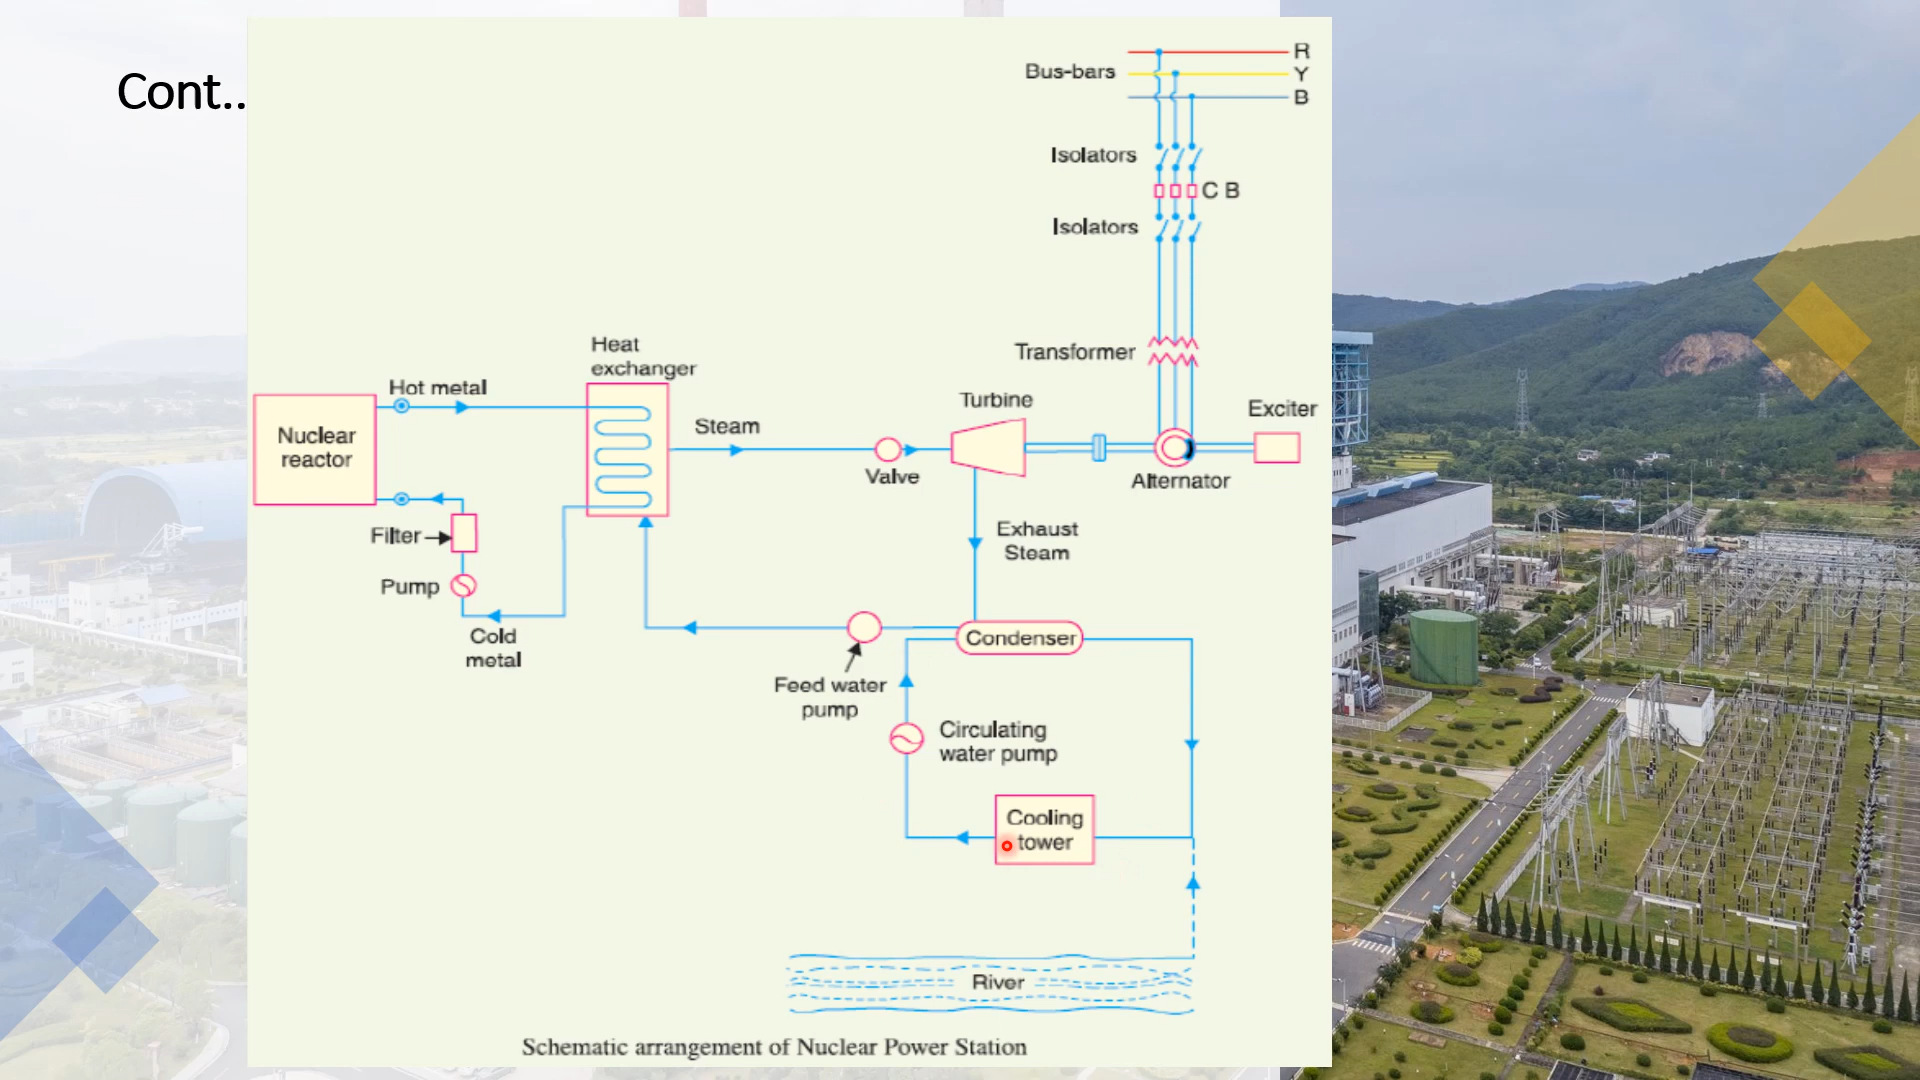 Cont..
R
Bus-bars
Y
B
Isolators
C B
Isolators
Transformer
Heat
exchanger
Hot metal
Nuclear
reactor
Steam
Turbine
Exciter
Valve
Alternator
Filter
Exhaust
Steam
Pump
Cold
metal
Condenser
Feed water
pump
Circulating
water pump
Cooling
tower
River
Schematic arrangement of Nuclear Power Station